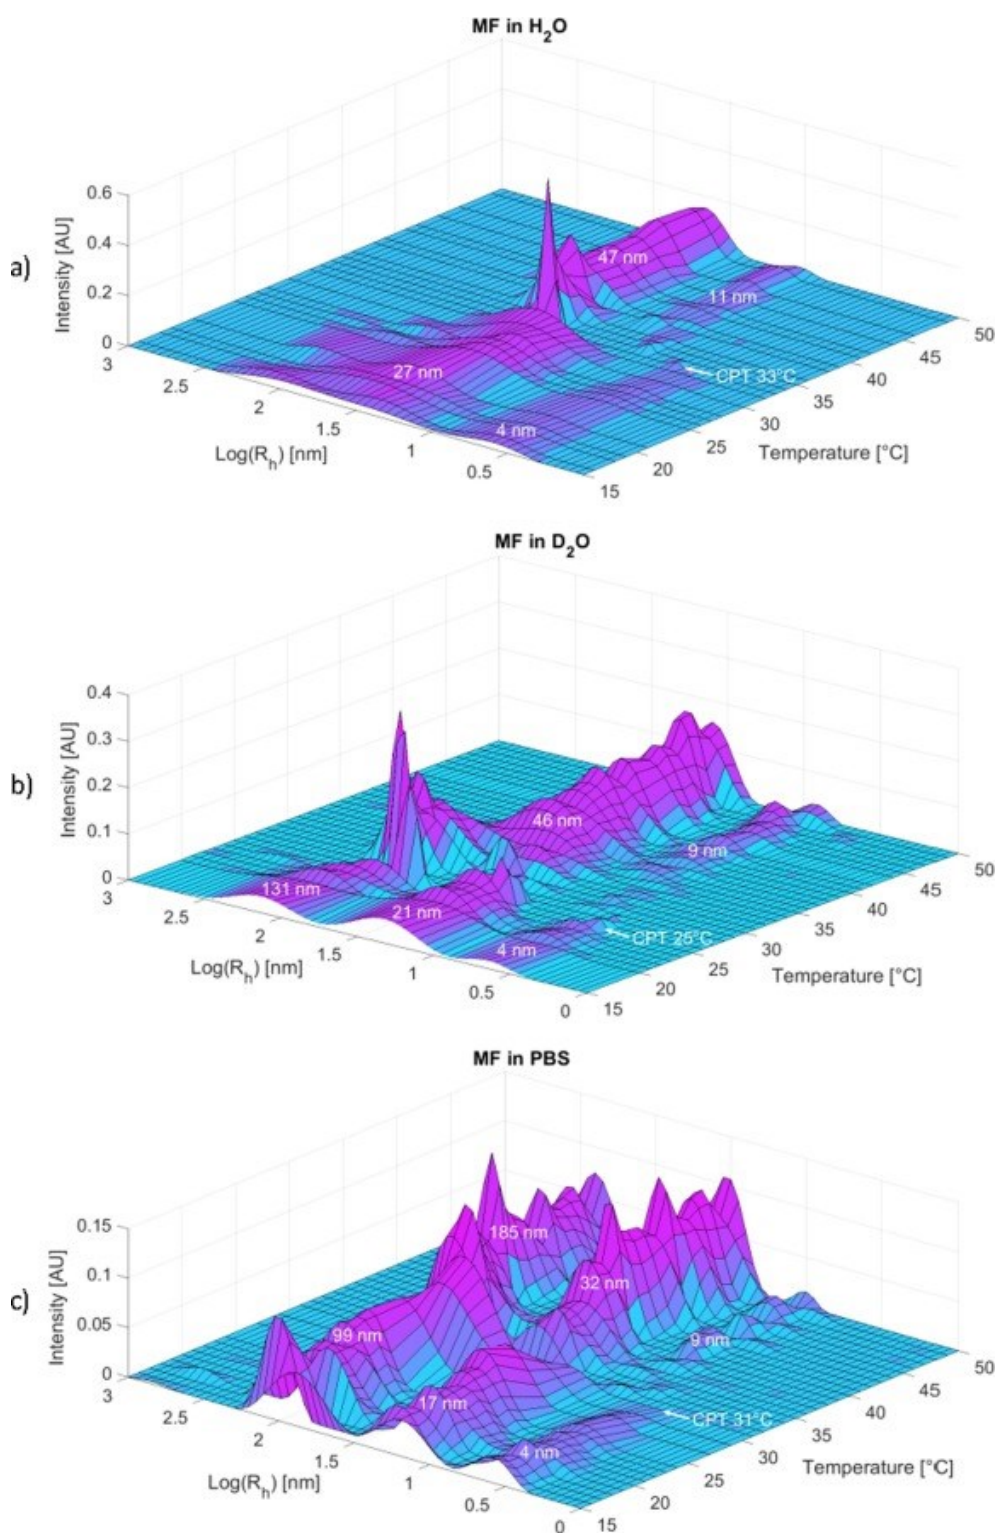 MF in H₂O
a)
Intensity [AU]
0.6
0.4
0.2
0
3
2.5
2
1.5
1
0.5
Log(Rₕ) [nm]
15
20
25
30
35
40
45
50
Temperature [°C]
47 nm
11 nm
27 nm
4 nm
CPT 33°C
MF in D₂O
b)
Intensity [AU]
0.4
0.3
0.2
0.1
0
3
2.5
2
1.5
1
0.5
0
Log(Rₕ) [nm]
15
20
25
30
35
40
45
50
Temperature [°C]
46 nm
9 nm
131 nm
21 nm
4 nm
CPT 25°C
MF in PBS
c)
Intensity [AU]
0.15
0.1
0.05
0
3
2.5
2
1.5
1
0.5
0
Log(Rₕ) [nm]
15
20
25
30
35
40
45
50
Temperature [°C]
185 nm
32 nm
99 nm
9 nm
17 nm
4 nm
CPT 31°C